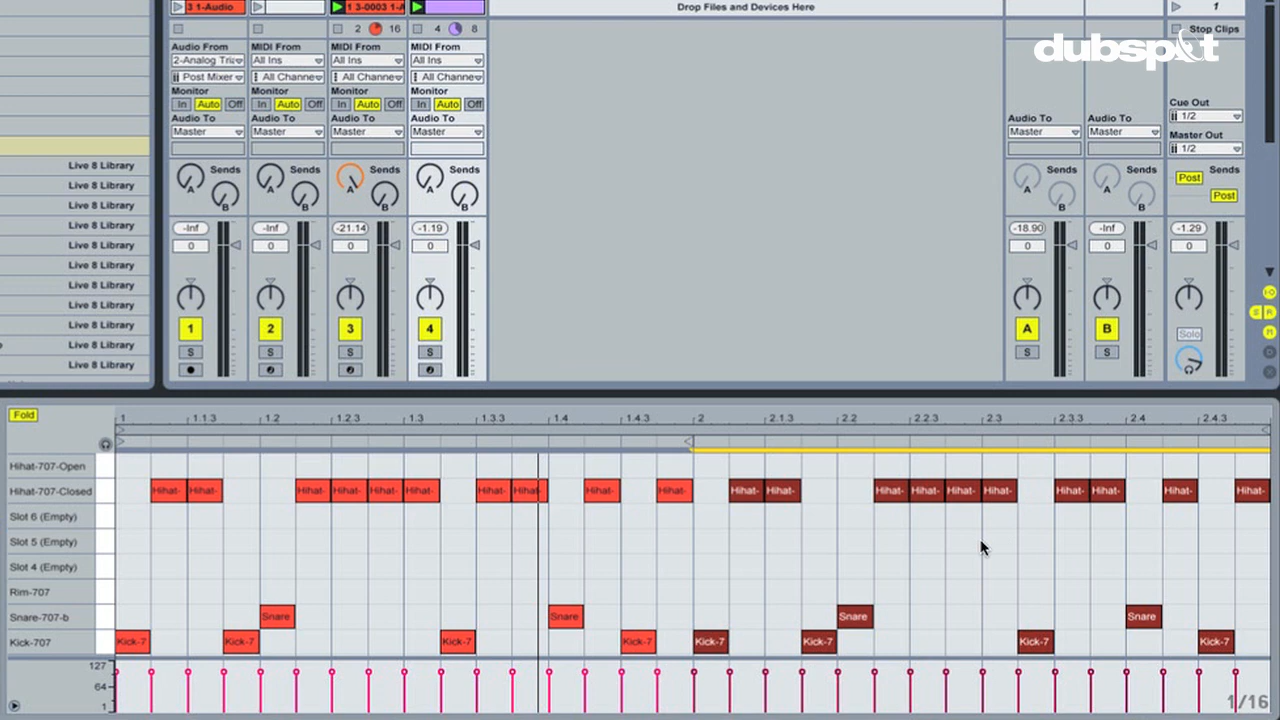 3 1-Audio 1 3-0003 1-A Drop Files and Devices Here 1
2 16 4 8 Stop Clips
dubspot
Audio From MIDI From MIDI From MIDI From
2-Analog Tri All Ins All Ins All Ins
Post Mixer All Channe All Channe All Channe
Monitor Monitor Monitor Monitor
In Auto Off In Auto Off In Auto Off In Auto Off
Cue Out
1/2
Audio To Audio To Audio To Audio To Audio To Audio To
Master Out
Master Master Master Master Master Master
1/2
Sends Sends Sends Sends Sends Sends Sends
A B A B A B A B A B A B Post Post
-Inf -Inf -21.14 -1.19 -18.90 -Inf -1.29
0 0 0 0 0 0 0
1 2 3 4 A B Solo
S S S S S S
Live 8 Library
Live 8 Library
Live 8 Library
Live 8 Library
Live 8 Library
Live 8 Library
Live 8 Library
Live 8 Library
Live 8 Library
Live 8 Library
Live 8 Library
S R
M
Fold
1 1.1.3 1.2 1.2.3 1.3 1.3.3 1.4 1.4.3 2 2.1.3 2.2 2.2.3 2.3 2.3.3 2.4 2.4.3
Hihat-707-Open
Hihat-707-Closed Hihat- Hihat- Hihat- Hihat- Hihat- Hihat- Hihat- Hihat- Hihat- Hihat- Hihat- Hihat- Hihat- Hihat- Hihat- Hihat- Hihat- Hihat- Hihat- Hihat-
Slot 6 (Empty)
Slot 5 (Empty)
Slot 4 (Empty)
Rim-707
Snare-707-b Snare Snare Snare Snare
Kick-707 Kick-7 Kick-7 Kick-7 Kick-7 Kick-7 Kick-7 Kick-7 Kick-7
127
64
1
1/16